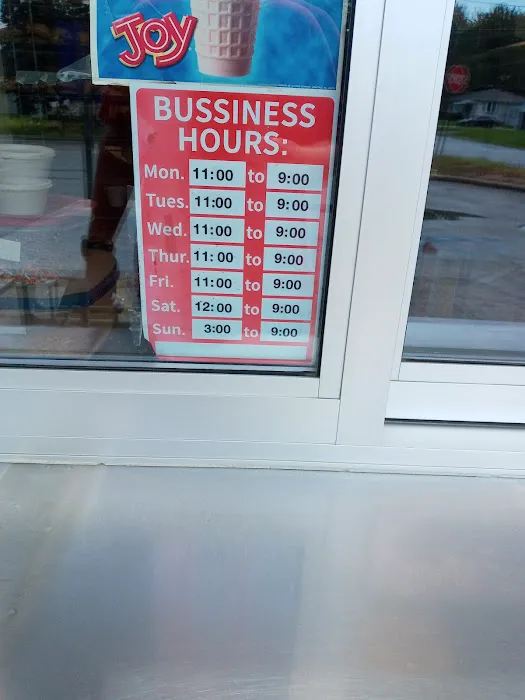 JOY
BUSSINESS
HOURS:
Mon. 11:00 to 9:00
Tues. 11:00 to 9:00
Wed. 11:00 to 9:00
Thur. 11:00 to 9:00
Fri. 11:00 to 9:00
Sat. 12:00 to 9:00
Sun. 3:00 to 9:00